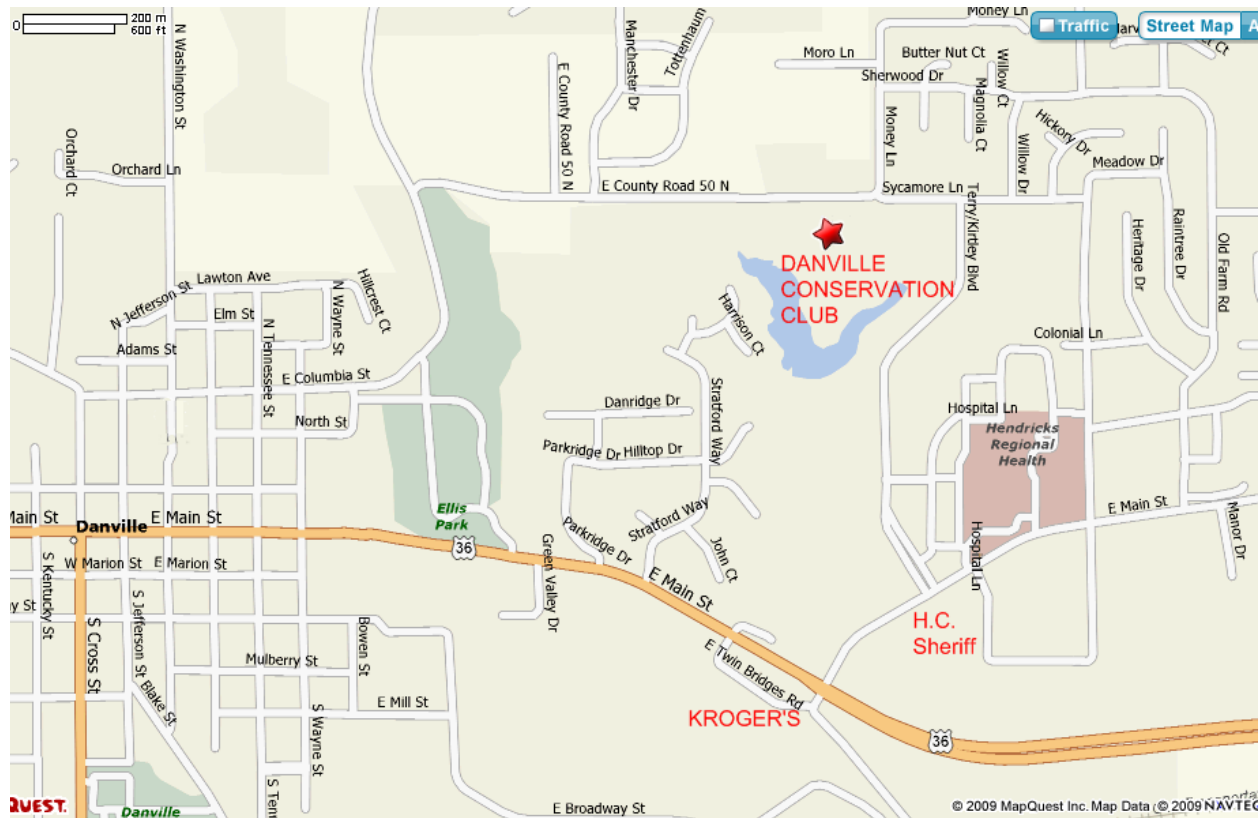 0
200 m
600 ft
Traffic
Street Map
A
N Washington St
Manchester Dr
Tottenhaum
Money Ln
Moro Ln
Butter Nut Ct
Sherwood Dr
Willow Ct
Magnolia Ct
E County Road 50 N
Money Ln
Hickory Dr
Willow Dr
Meadow Dr
Orchard Ct
Orchard Ln
E County Road 50 N
Sycamore Ln
Terry/Kirtley Blvd
Heritage Dr
Raintree Dr
Old Farm Rd
DANVILLE
CONSERVATION
CLUB
Lawton Ave
Hillcrest Ct
N Jefferson St
Elm St
N Tennessee St
N Wayne St
Adams St
E Columbia St
North St
Harrison Ct
Colonial Ln
Stratford Way
Danridge Dr
Hospital Ln
Hendricks
Regional
Health
Parkridge Dr
Hilltop Dr
Ellis
Park
Stratford Way
Parkridge Dr
John Ct
Main St
Danville
E Main St
36
E Main St
Manor Dr
W Marion St
E Marion St
S Kentucky St
Green Valley Dr
E Main St
Hospital Ln
y St
S Jefferson St
S Cross St
Bowen St
H.C.
Sheriff
Mulberry St
Blake St
E Twin Bridges Rd
E Mill St
KROGER'S
S Wayne St
36
S Ten
QUEST.
Danville
E Broadway St
© 2009 MapQuest Inc. Map Data © 2009 NAVTEQ